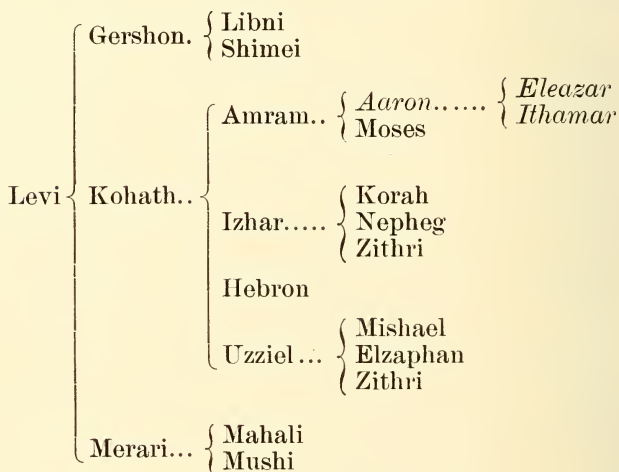 Levi
Gershon.
Libni
Shimei
Kohath..
Amram..
Aaron......
Eleazar
Ithamar
Moses
Izhar.....
Korah
Nepheg
Zithri
Hebron
Uzziel...
Mishael
Elzaphan
Zithri
Merari...
Mahali
Mushi